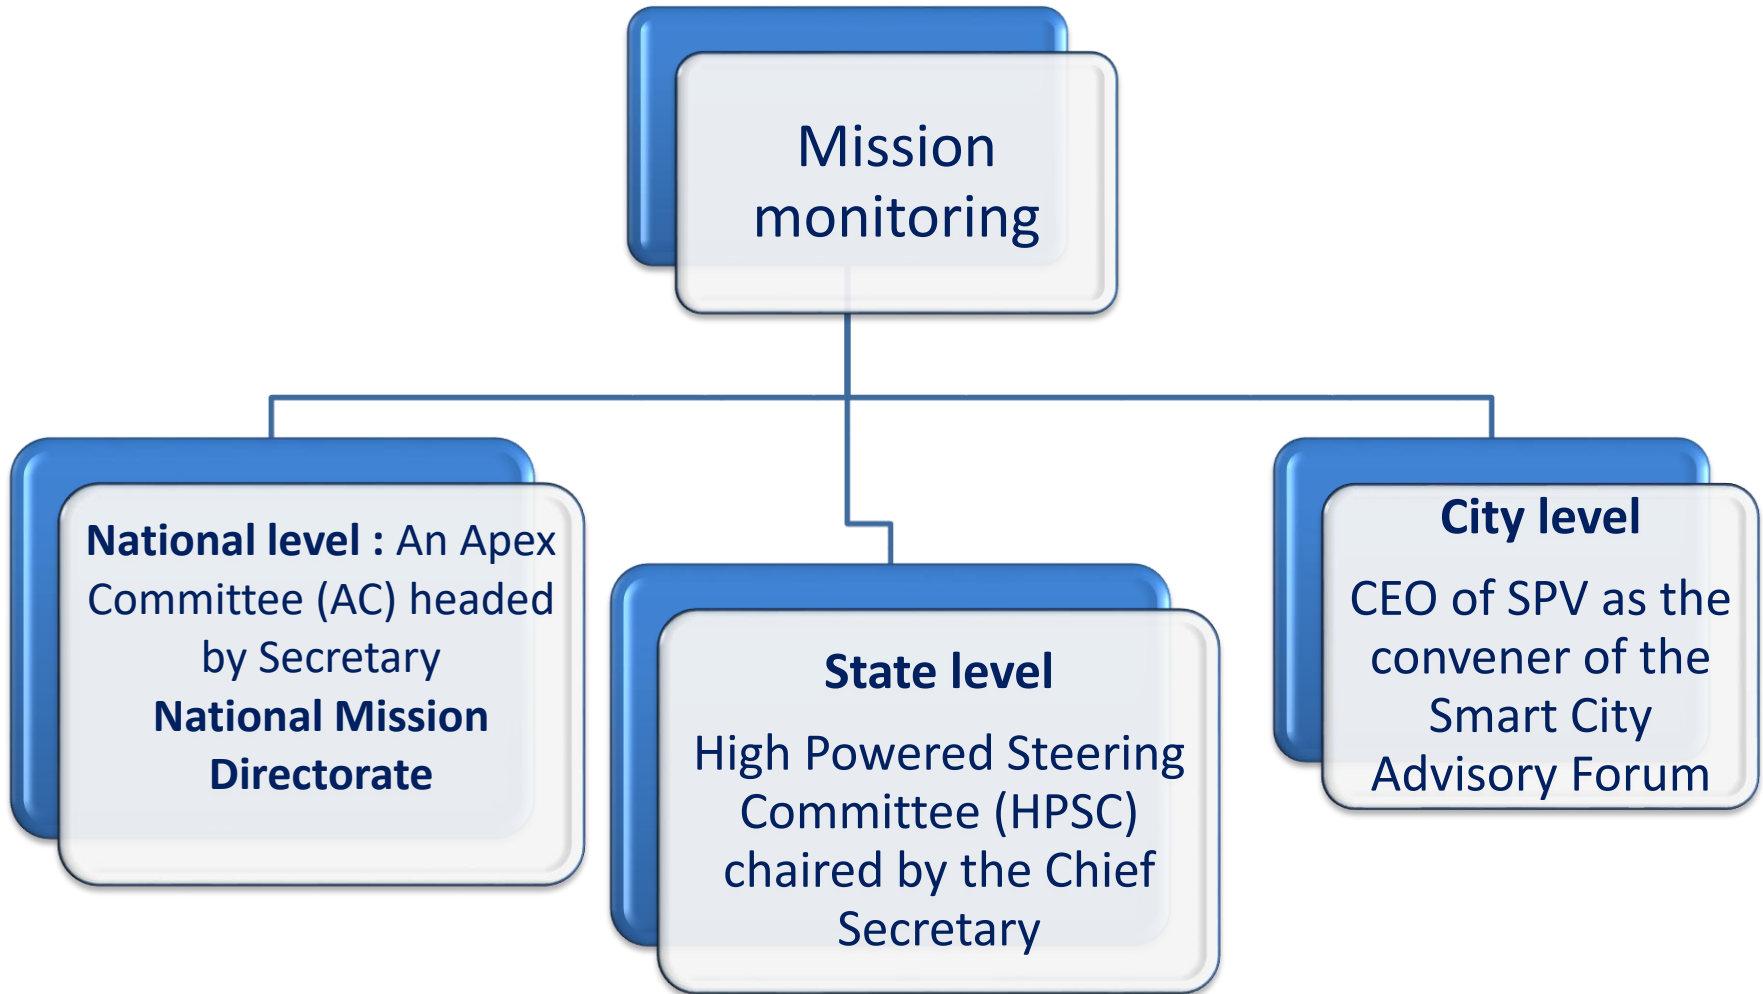 Mission
monitoring
National level : An Apex
Committee (AC) headed
by Secretary
National Mission
Directorate
State level
High Powered Steering
Committee (HPSC)
chaired by the Chief
Secretary
City level
CEO of SPV as the
convener of the
Smart City
Advisory Forum